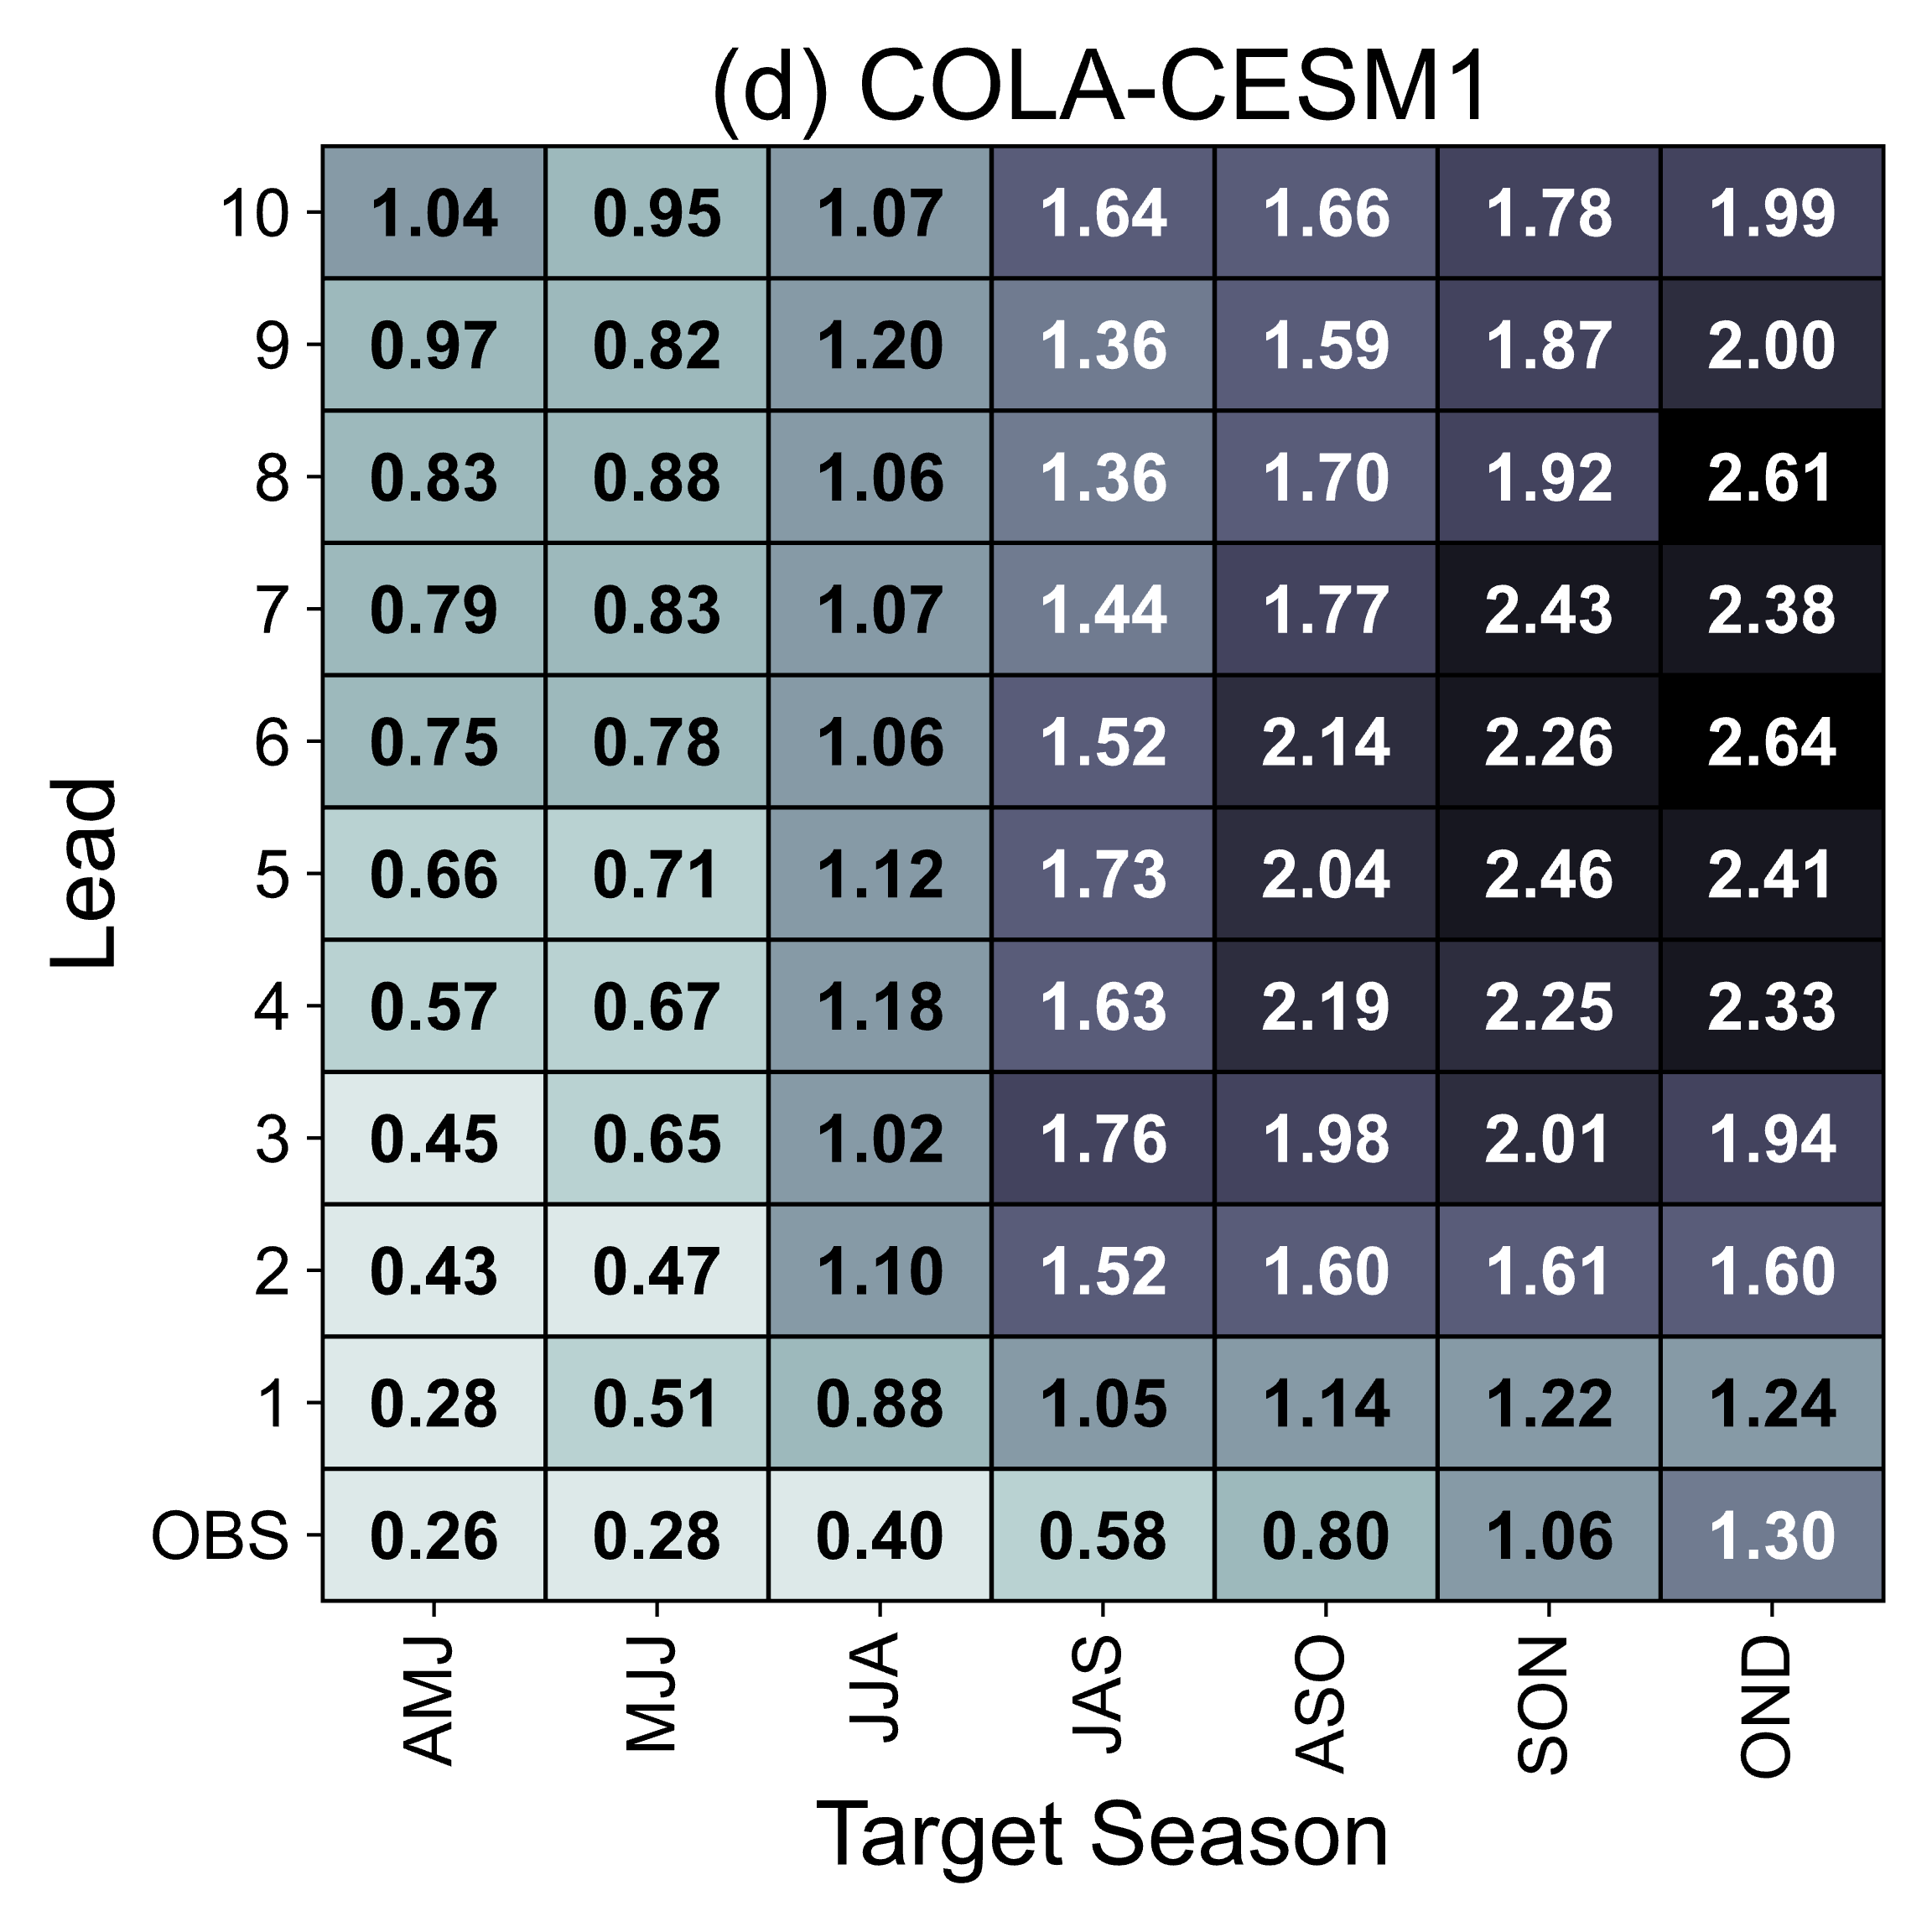 (d) COLA-CESM1
10 1.04 0.95 1.07 1.64 1.66 1.78 1.99
9 0.97 0.82 1.20 1.36 1.59 1.87 2.00
8 0.83 0.88 1.06 1.36 1.70 1.92 2.61
7 0.79 0.83 1.07 1.44 1.77 2.43 2.38
6 0.75 0.78 1.06 1.52 2.14 2.26 2.64
5 0.66 0.71 1.12 1.73 2.04 2.46 2.41
4 0.57 0.67 1.18 1.63 2.19 2.25 2.33
3 0.45 0.65 1.02 1.76 1.98 2.01 1.94
2 0.43 0.47 1.10 1.52 1.60 1.61 1.60
1 0.28 0.51 0.88 1.05 1.14 1.22 1.24
OBS 0.26 0.28 0.40 0.58 0.80 1.06 1.30
Lead
AMJ MJJ JJA JAS ASO SON OND
Target Season